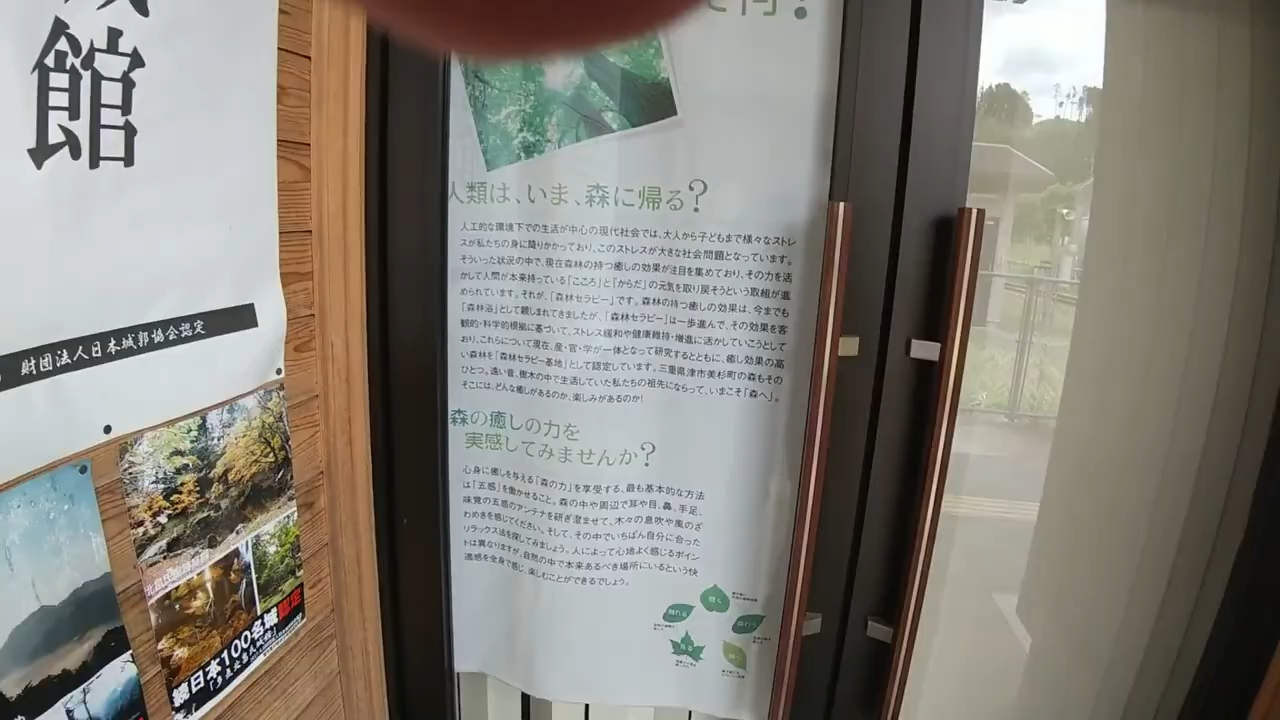 館
財団法人日本城郭協会認定
続日本100名城認定
何?
人類は、いま、森に帰る?
人工的な環境下での生活が中心の現代社会では、大人から子どもまで様々なストレ
スが私たちの身に降りかかっており、このストレスが大きな社会問題となっています。
そういった状況の中で、現在森林の持つ癒しの効果が注目を集めており、その力を活
かして人間が本来持っている「こころ」と「からだ」の元気を取り戻そうという取組が進
められています。それが、「森林セラピー」です。森林の持つ癒しの効果は、今までも
「森林浴」として親しまれてきましたが、「森林セラピー」は一歩進んで、その効果を客
観的・科学的根拠に基づいて、ストレス緩和や健康維持・増進に活かしていこうとして
おり、これらについて現在、産・官・学が一体となって研究するとともに、癒し効果の高
い森林を「森林セラピー基地」として認定しています。三重県津市美杉町の森もその
ひとつ。遠い昔、樹木の中で生活していた私たちの祖先にならって、いまこそ「森へ」。
そこには、どんな癒しがあるのか、楽しみがあるのか!
森の癒しの力を
実感してみませんか?
心身に癒しを与える「森の力」を享受する、最も基本的な方法
は「五感」を働かせること。森の中や周辺で耳や目、鼻、手足、
味覚の五感のアンテナを研ぎ澄ませて、木々の息吹や風のざ
わめきを感じてください。そして、その中でいちばん自分に合った
リラックス法を探してみましょう。人によって心地よく感じるポイン
トは異なりますが、自然の中で本来あるべき場所にいるという快
適感を全身で感じ、楽しむことができるでしょう。
聴く
触れる
味わう
見る